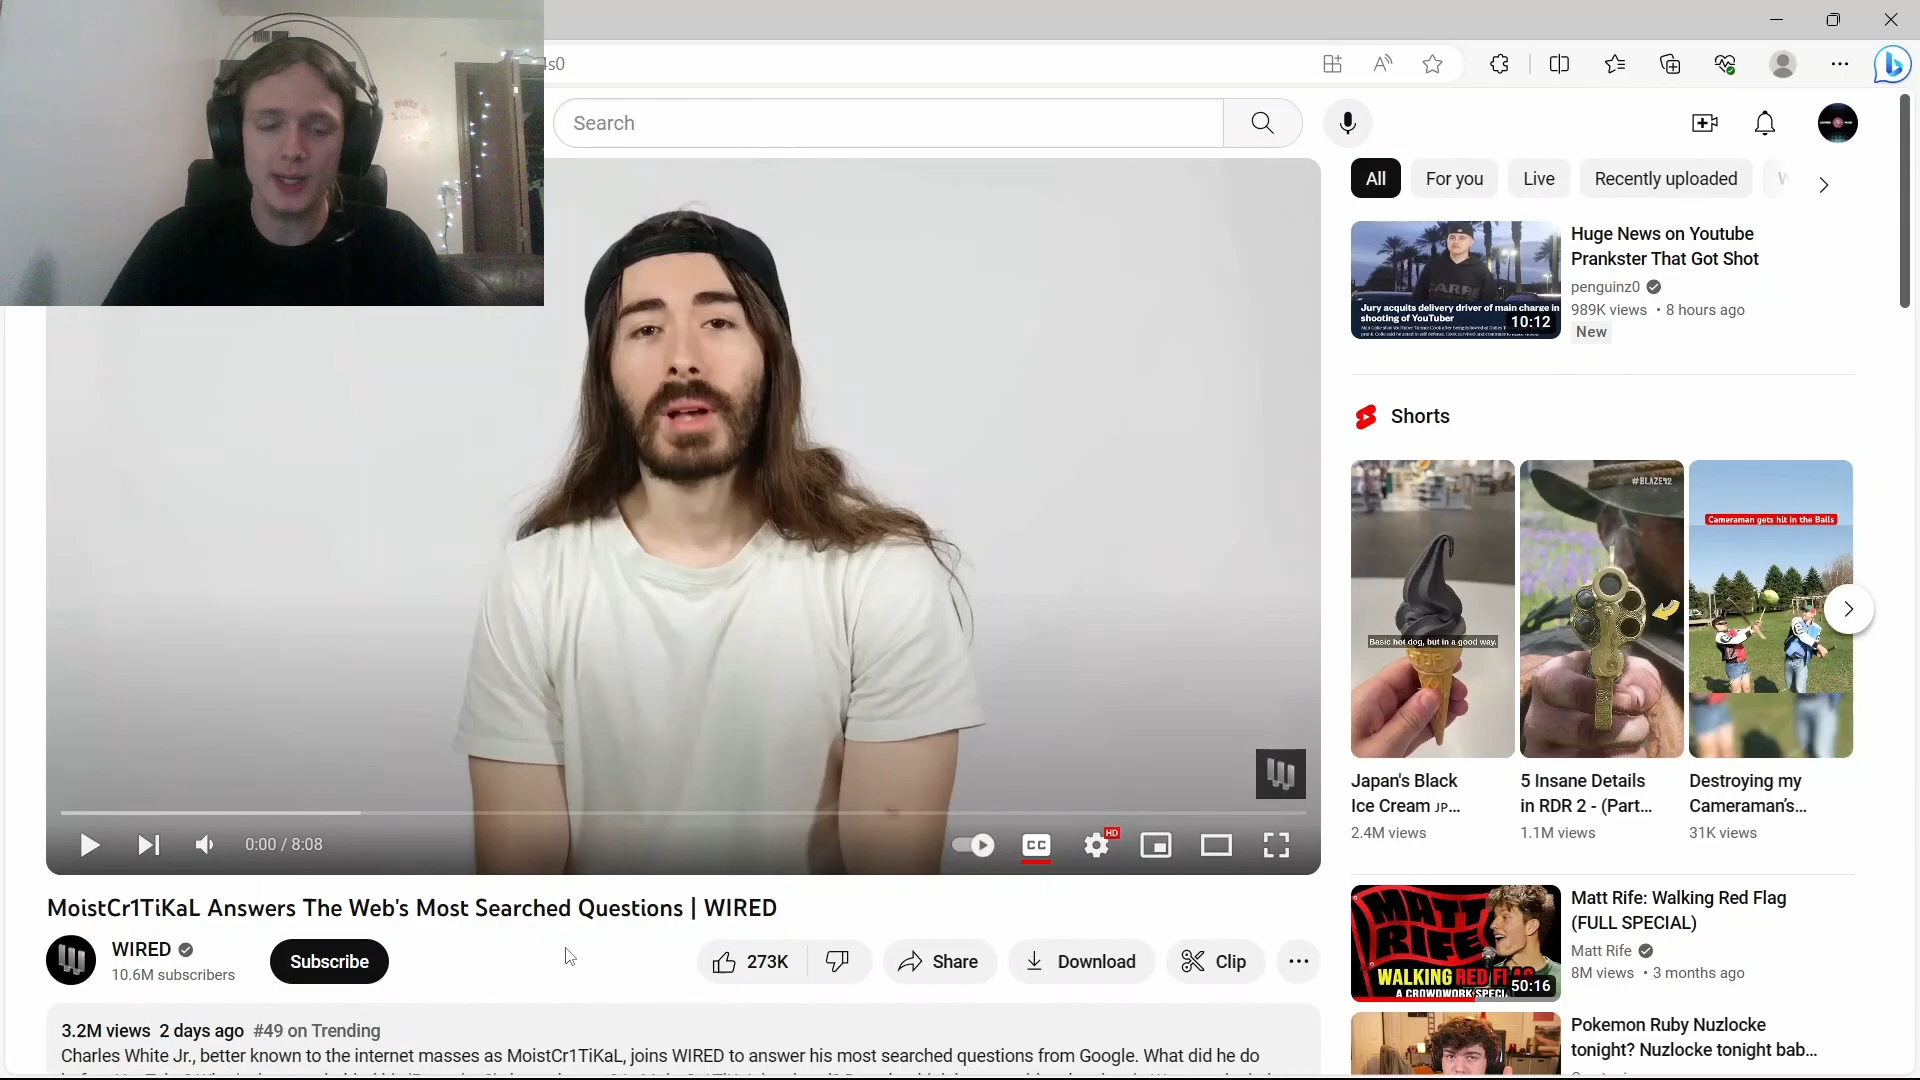 4s0
Search
All
For you
Live
Recently uploaded
Huge News on Youtube
Prankster That Got Shot
penguinz0
989K views • 8 hours ago
New
Jury acquits delivery driver of main charge in
shooting of YouTuber
10:12
Shorts
#BLAZE92
Cameraman gets hit in the Balls
Basic hot dog, but in a good way.
Japan's Black
Ice Cream JP...
2.4M views
5 Insane Details
in RDR 2 - (Part...
1.1M views
Destroying my
Cameraman's...
31K views
0:00 / 8:08
CC
HD
MoistCr1TiKaL Answers The Web's Most Searched Questions | WIRED
WIRED
10.6M subscribers
Subscribe
273K
Share
Download
Clip
3.2M views 2 days ago #49 on Trending
Charles White Jr., better known to the internet masses as MoistCr1TiKaL, joins WIRED to answer his most searched questions from Google. What did he do
MATT
RIFE
WALKING RED FLAG
A CROWDWORK SPECI
50:16
Matt Rife: Walking Red Flag
(FULL SPECIAL)
Matt Rife
8M views • 3 months ago
Pokemon Ruby Nuzlocke
tonight? Nuzlocke tonight bab...